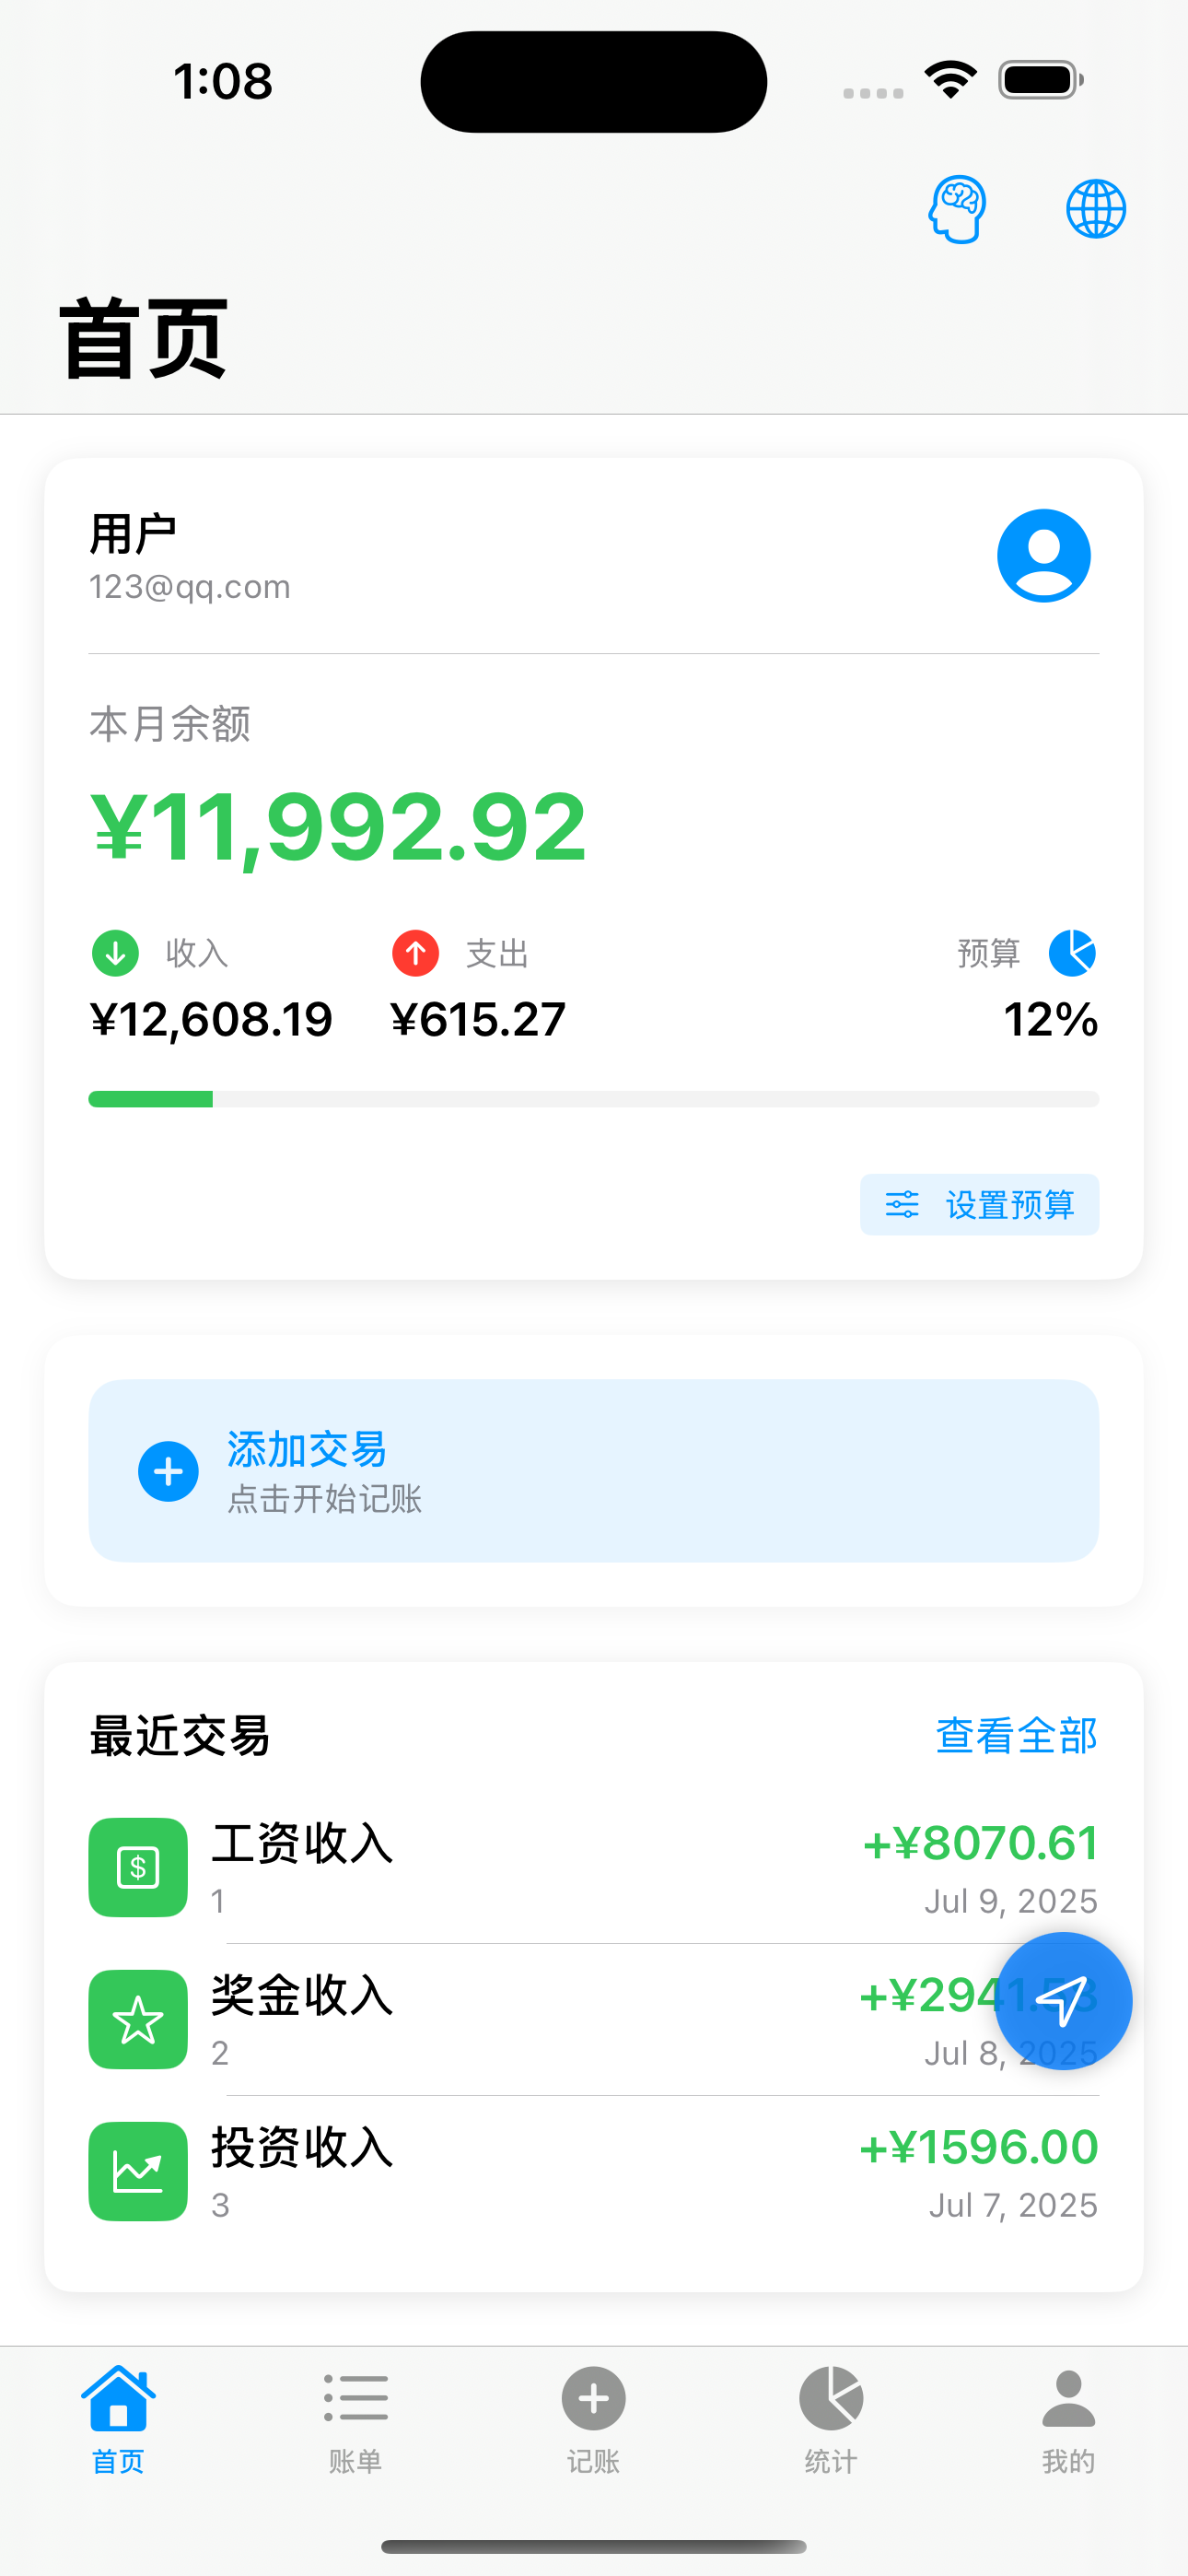 1:08
首页
用户
123@qq.com
本月余额
¥11,992.92
收入 支出 预算
¥12,608.19 ¥615.27 12%
设置预算
添加交易
点击开始记账
最近交易 查看全部
$
工资收入 +¥8070.61
1 Jul 9, 2025
奖金收入
2 Jul 8, 2025
投资收入 +¥1596.00
3 Jul 7, 2025
首页 账单 记账 统计 我的